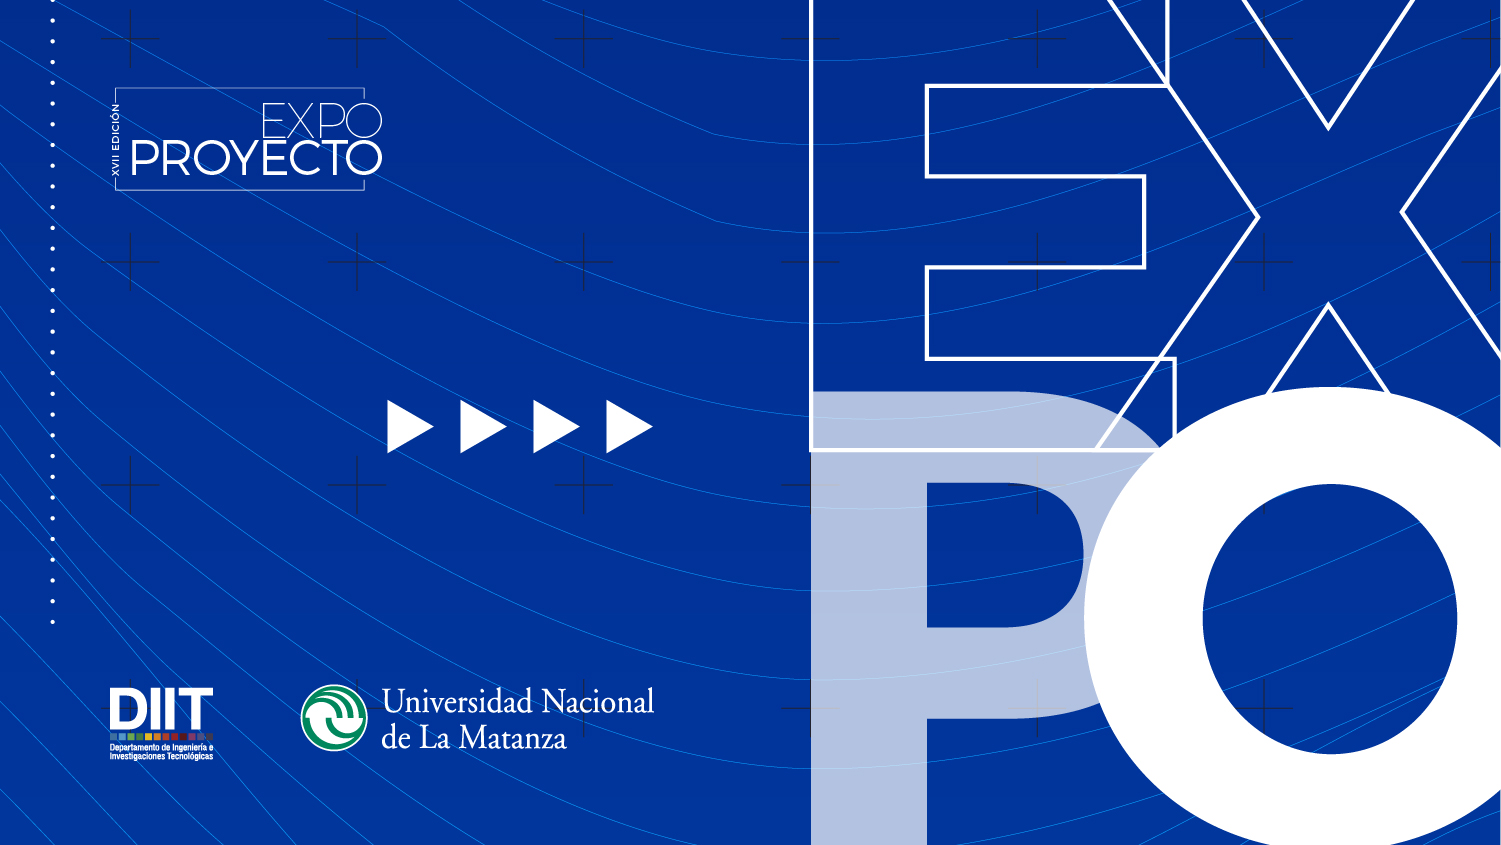 XVII EDICIÓN
EXPO
PROYECTO
EX
PO
DIIT
Departamento de Ingeniería e
Investigaciones Tecnológicas
Universidad Nacional
de La Matanza